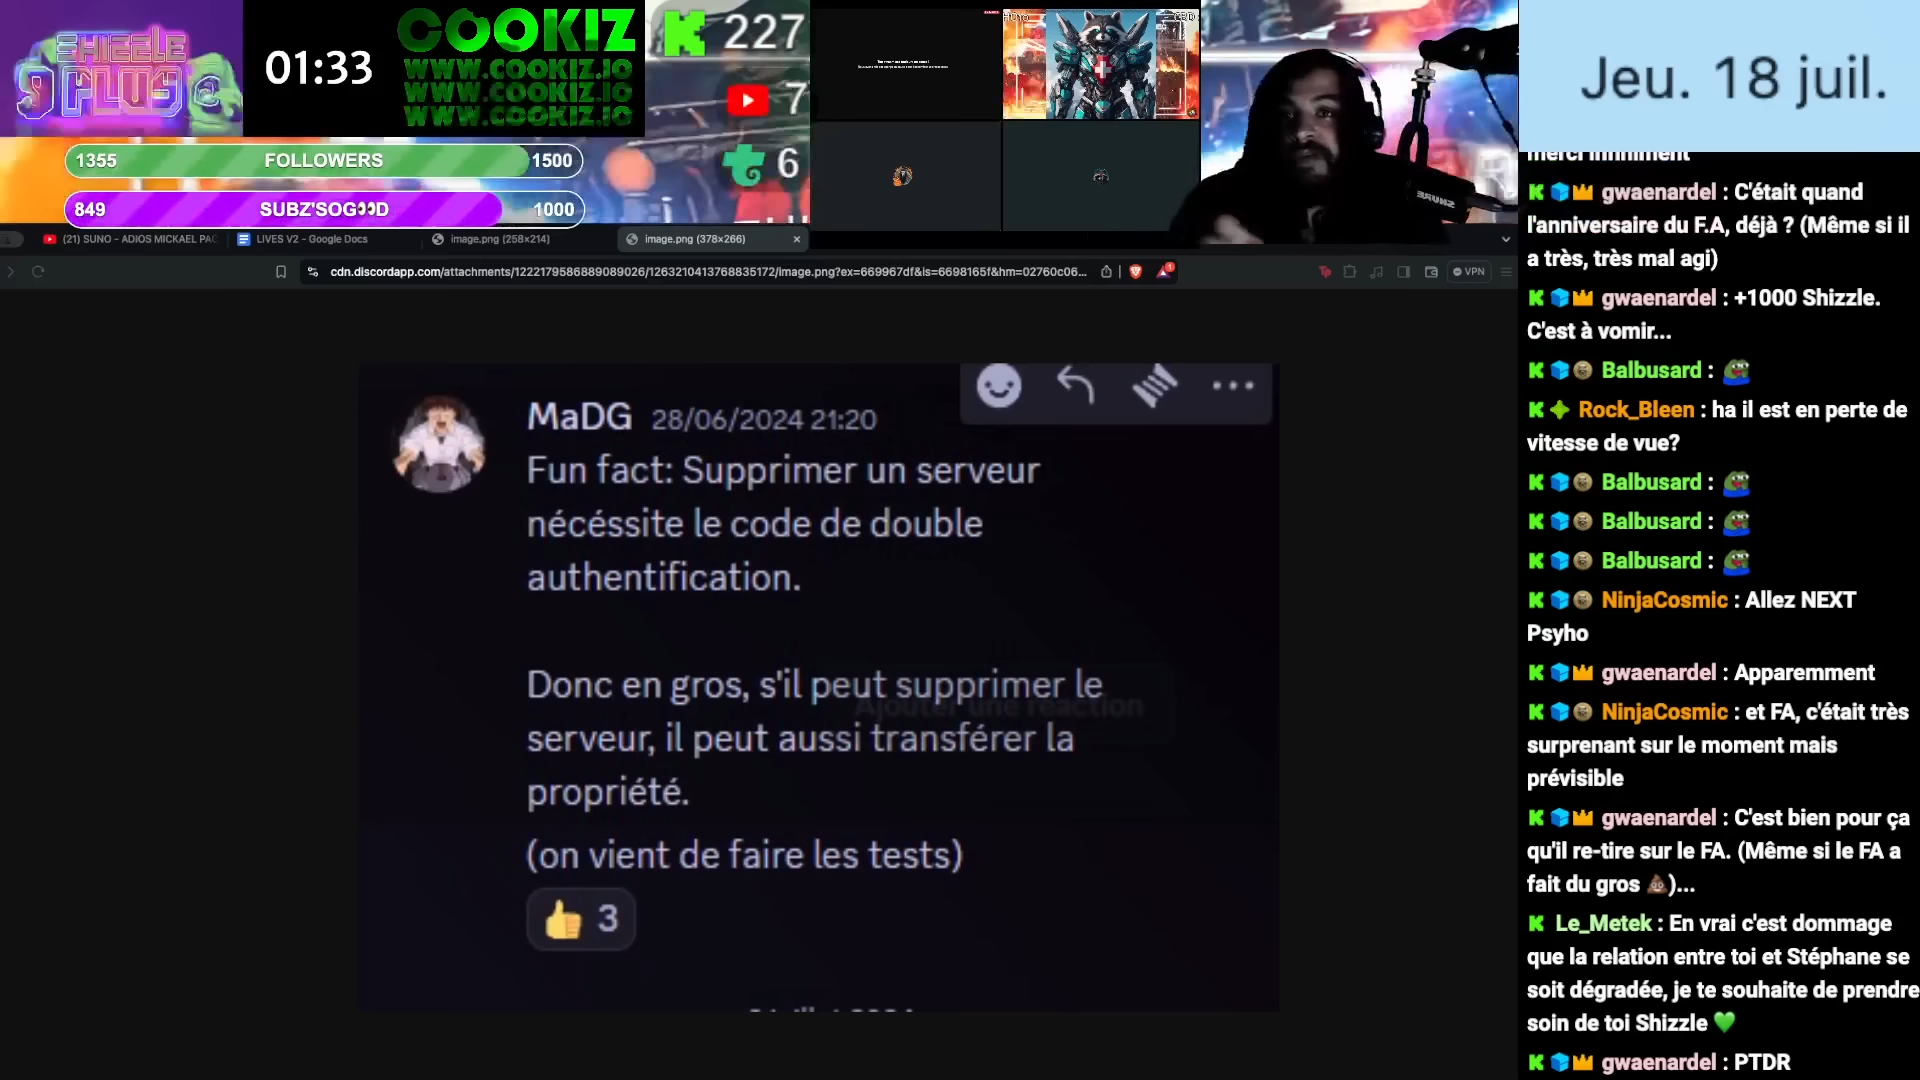 SHIZZLE
PLUG
01:33
COOKIZ
WWW.COOKIZ.IO
WWW.COOKIZ.IO
WWW.COOKIZ.IO
227
7
6
1355 FOLLOWERS 1500
849 SUBZ'SOG👀D 1000
Jeu. 18 juil.
(21) SUNO - ADIOS MICKAEL PAC
LIVES V2 - Google Docs
image.png (258×214)
image.png (378×266)
cdn.discordapp.com/attachments/1222179586889089026/1263210413768835172/image.png?ex=669967df&is=6698165f&hm=02760c06...
VPN
MaDG 28/06/2024 21:20
Fun fact: Supprimer un serveur
nécéssite le code de double
authentification.
Donc en gros, s'il peut supprimer le
Ajouter une réaction
serveur, il peut aussi transférer la
propriété.
(on vient de faire les tests)
👍 3
merci infiniment
gwaenardel : C'était quand
l'anniversaire du F.A, déjà ? (Même si il
a très, très mal agi)
gwaenardel : +1000 Shizzle.
C'est à vomir...
Balbusard :
Rock_Bleen : ha il est en perte de
vitesse de vue?
Balbusard :
Balbusard :
Balbusard :
NinjaCosmic : Allez NEXT
Psyho
gwaenardel : Apparemment
NinjaCosmic : et FA, c'était très
surprenant sur le moment mais
prévisible
gwaenardel : C'est bien pour ça
qu'il re-tire sur le FA. (Même si le FA a
fait du gros 💩)...
Le_Metek : En vrai c'est dommage
que la relation entre toi et Stéphane se
soit dégradée, je te souhaite de prendre
soin de toi Shizzle 💚
gwaenardel : PTDR